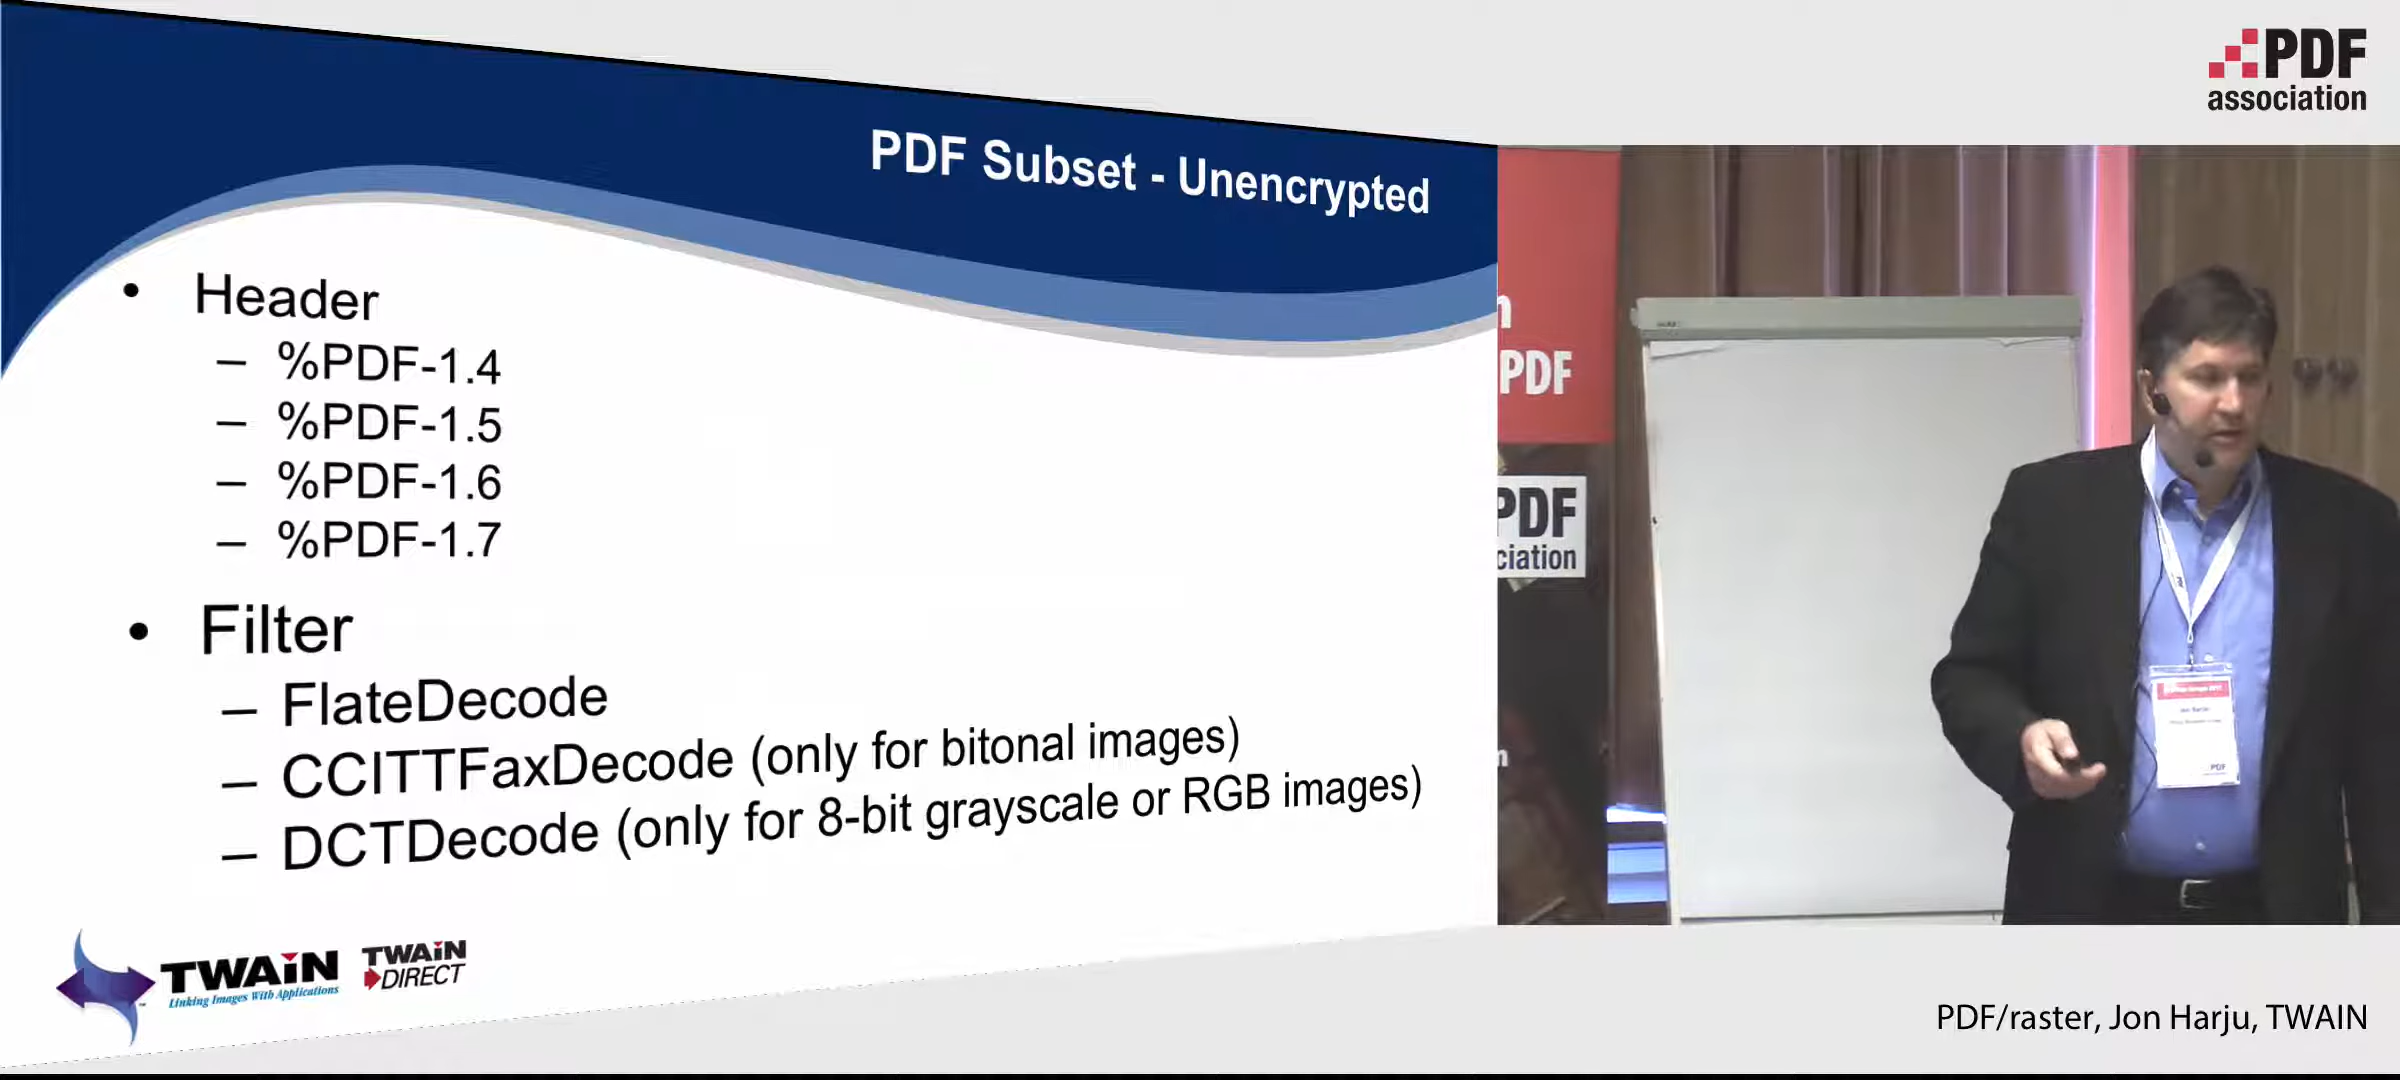 PDF
association
PDF Subset - Unencrypted
• Header
– %PDF-1.4
– %PDF-1.5
– %PDF-1.6
– %PDF-1.7
• Filter
– FlateDecode
– CCITTFaxDecode (only for bitonal images)
– DCTDecode (only for 8-bit grayscale or RGB images)
TWAIN
Linking Images With Applications
TWAIN
DIRECT
n
PDF
PDF
ciation
n
PDF
PDF/raster, Jon Harju, TWAIN